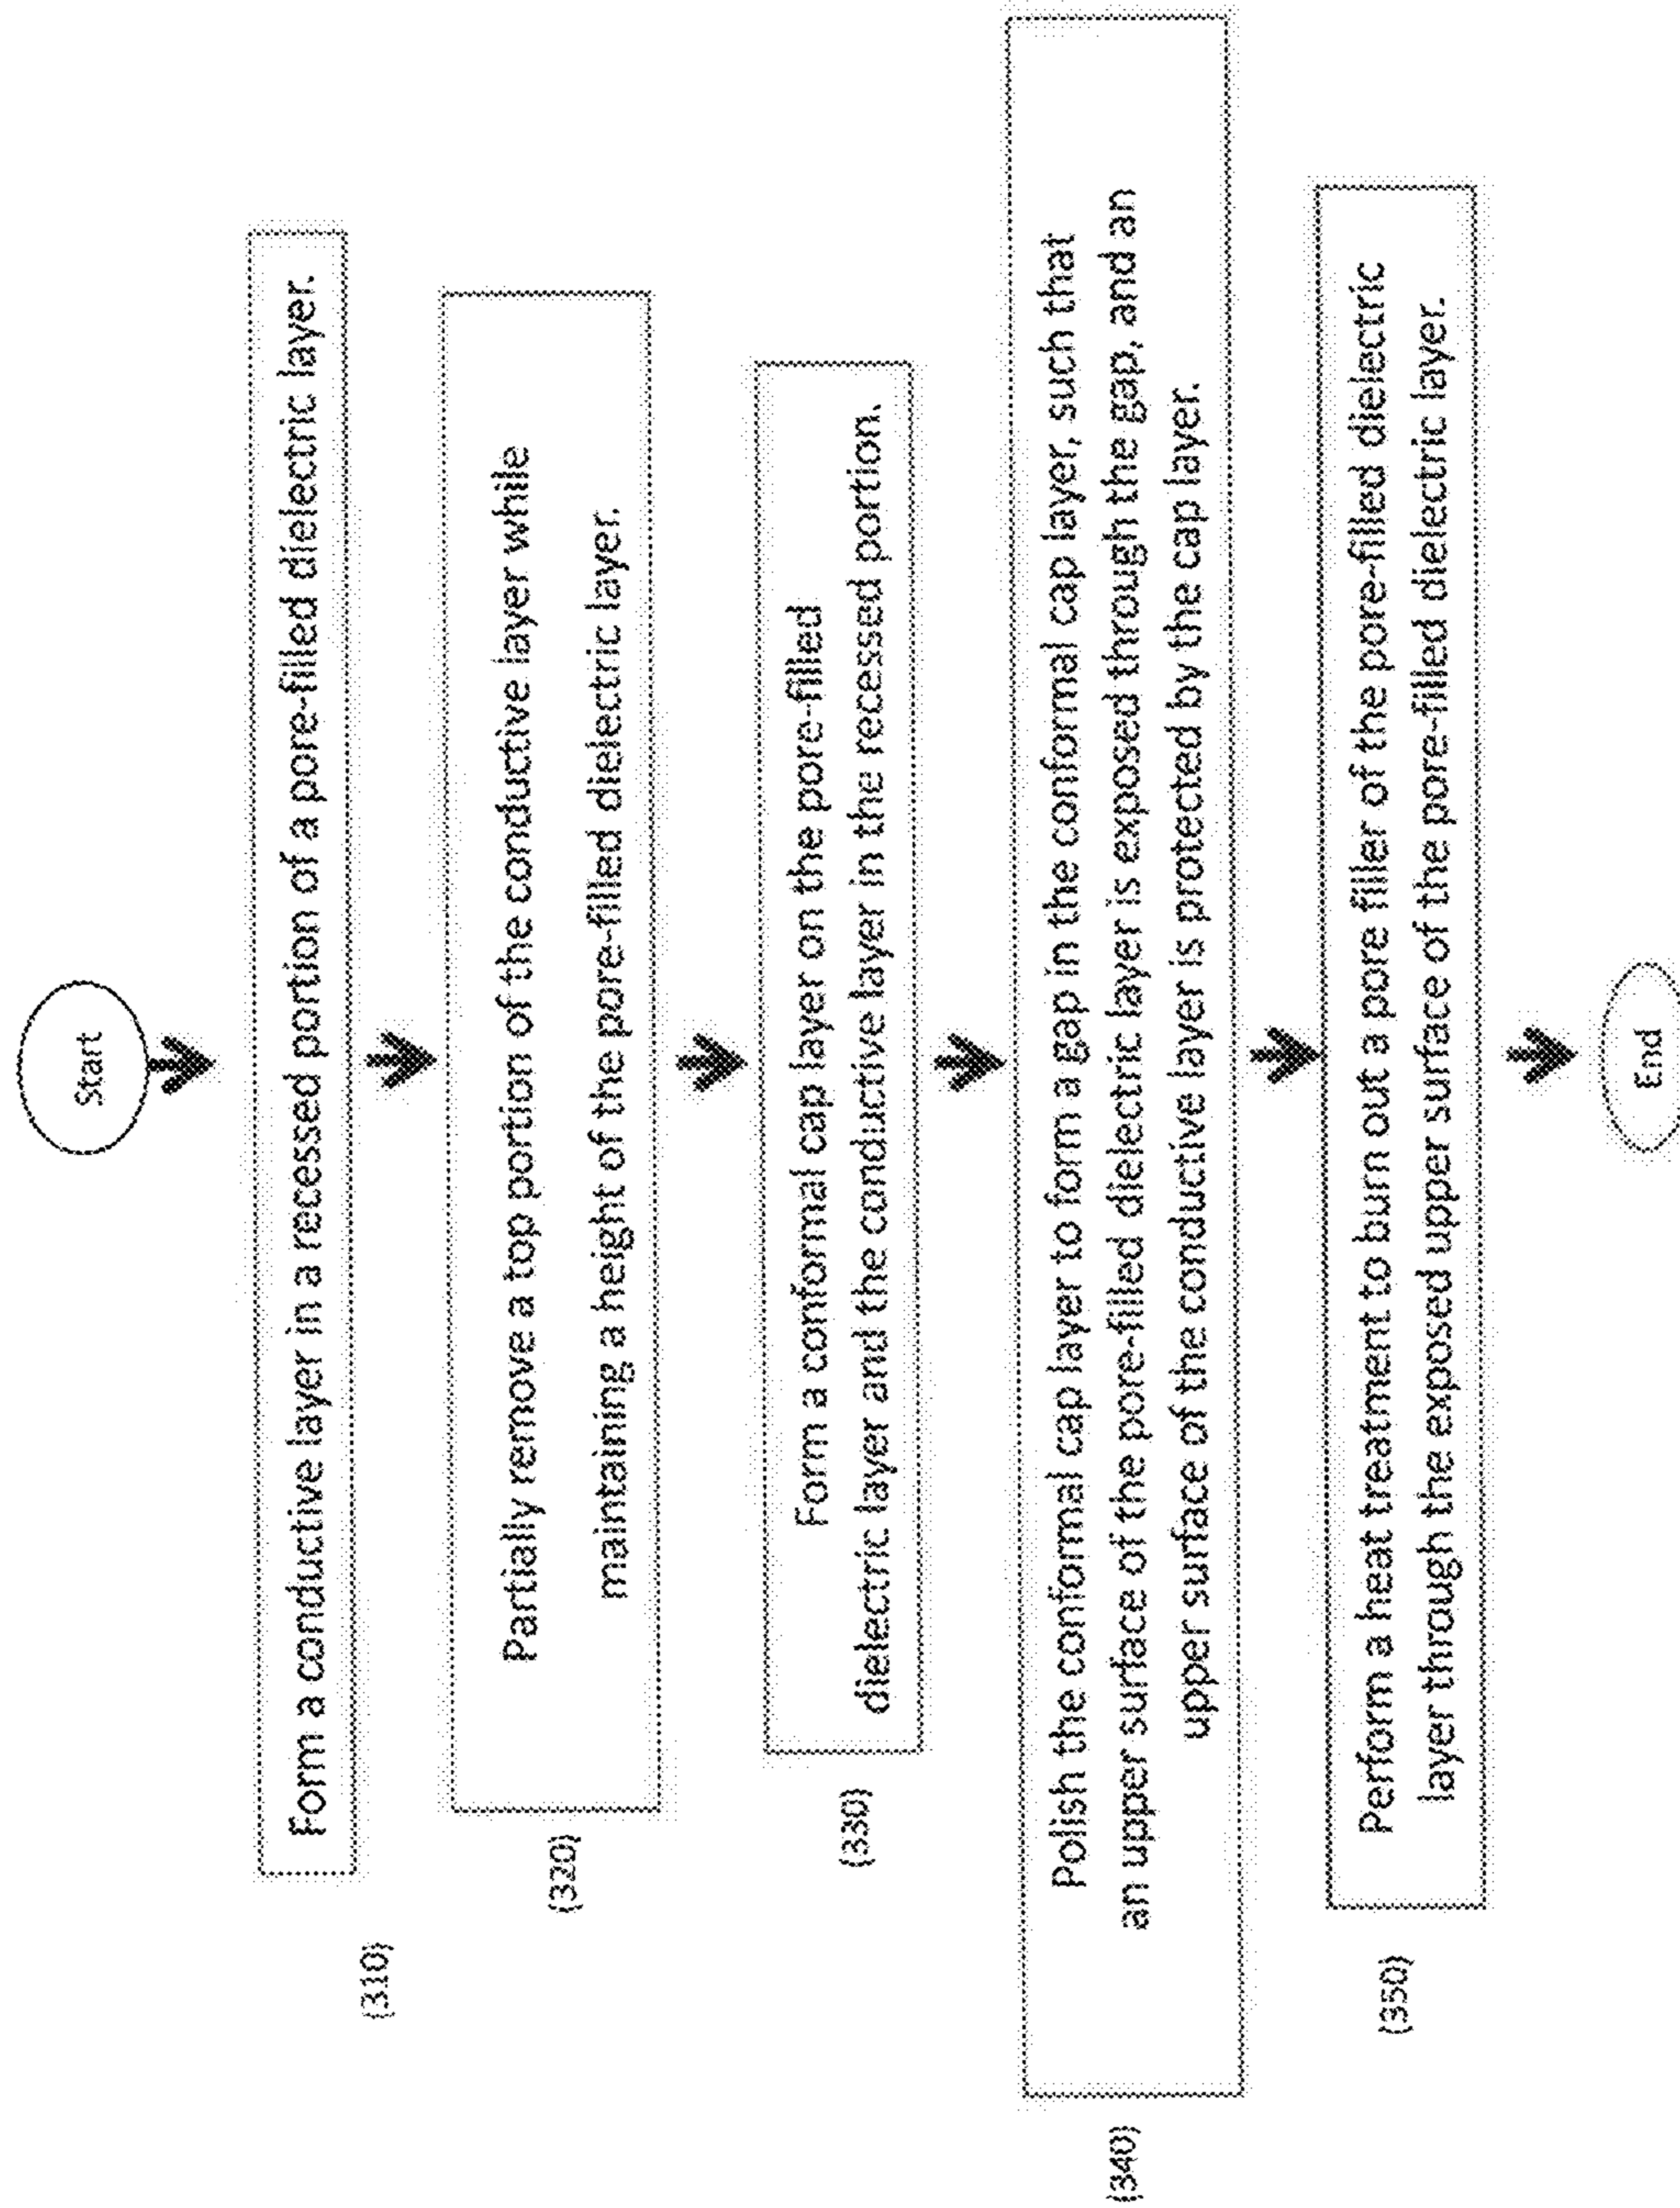 Start
(310)
Form a conductive layer in a recessed portion of a pore-filled dielectric layer.
(320)
Partially remove a top portion of the conductive layer while
maintaining a height of the pore-filled dielectric layer.
(330)
Form a conformal cap layer on the pore-filled
dielectric layer and the conductive layer in the recessed portion.
(340)
Polish the conformal cap layer to form a gap in the conformal cap layer, such that
an upper surface of the pore-filled dielectric layer is exposed through the gap, and an
upper surface of the conductive layer is protected by the cap layer.
(350)
Perform a heat treatment to burn out a pore filler of the pore-filled dielectric
layer through the exposed upper surface of the pore-filled dielectric layer.
End